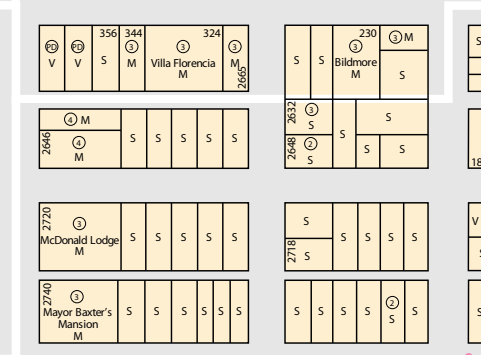 356 344 324
PD PD 3 3 3
V V S M Villa Florencia M
M
2665
230
3 3 M
S S Bildmore
M S
S
4 M
2646 4
M
S S S S S
2632 3
S
2648 2
S
S
S
S S
18
2720
3
McDonald Lodge
M
S S S S S
S
2718 S
S S S S
V
S
2740
3
Mayor Baxter's
Mansion
M
S S S S S S
S S S S 2
S
S
S